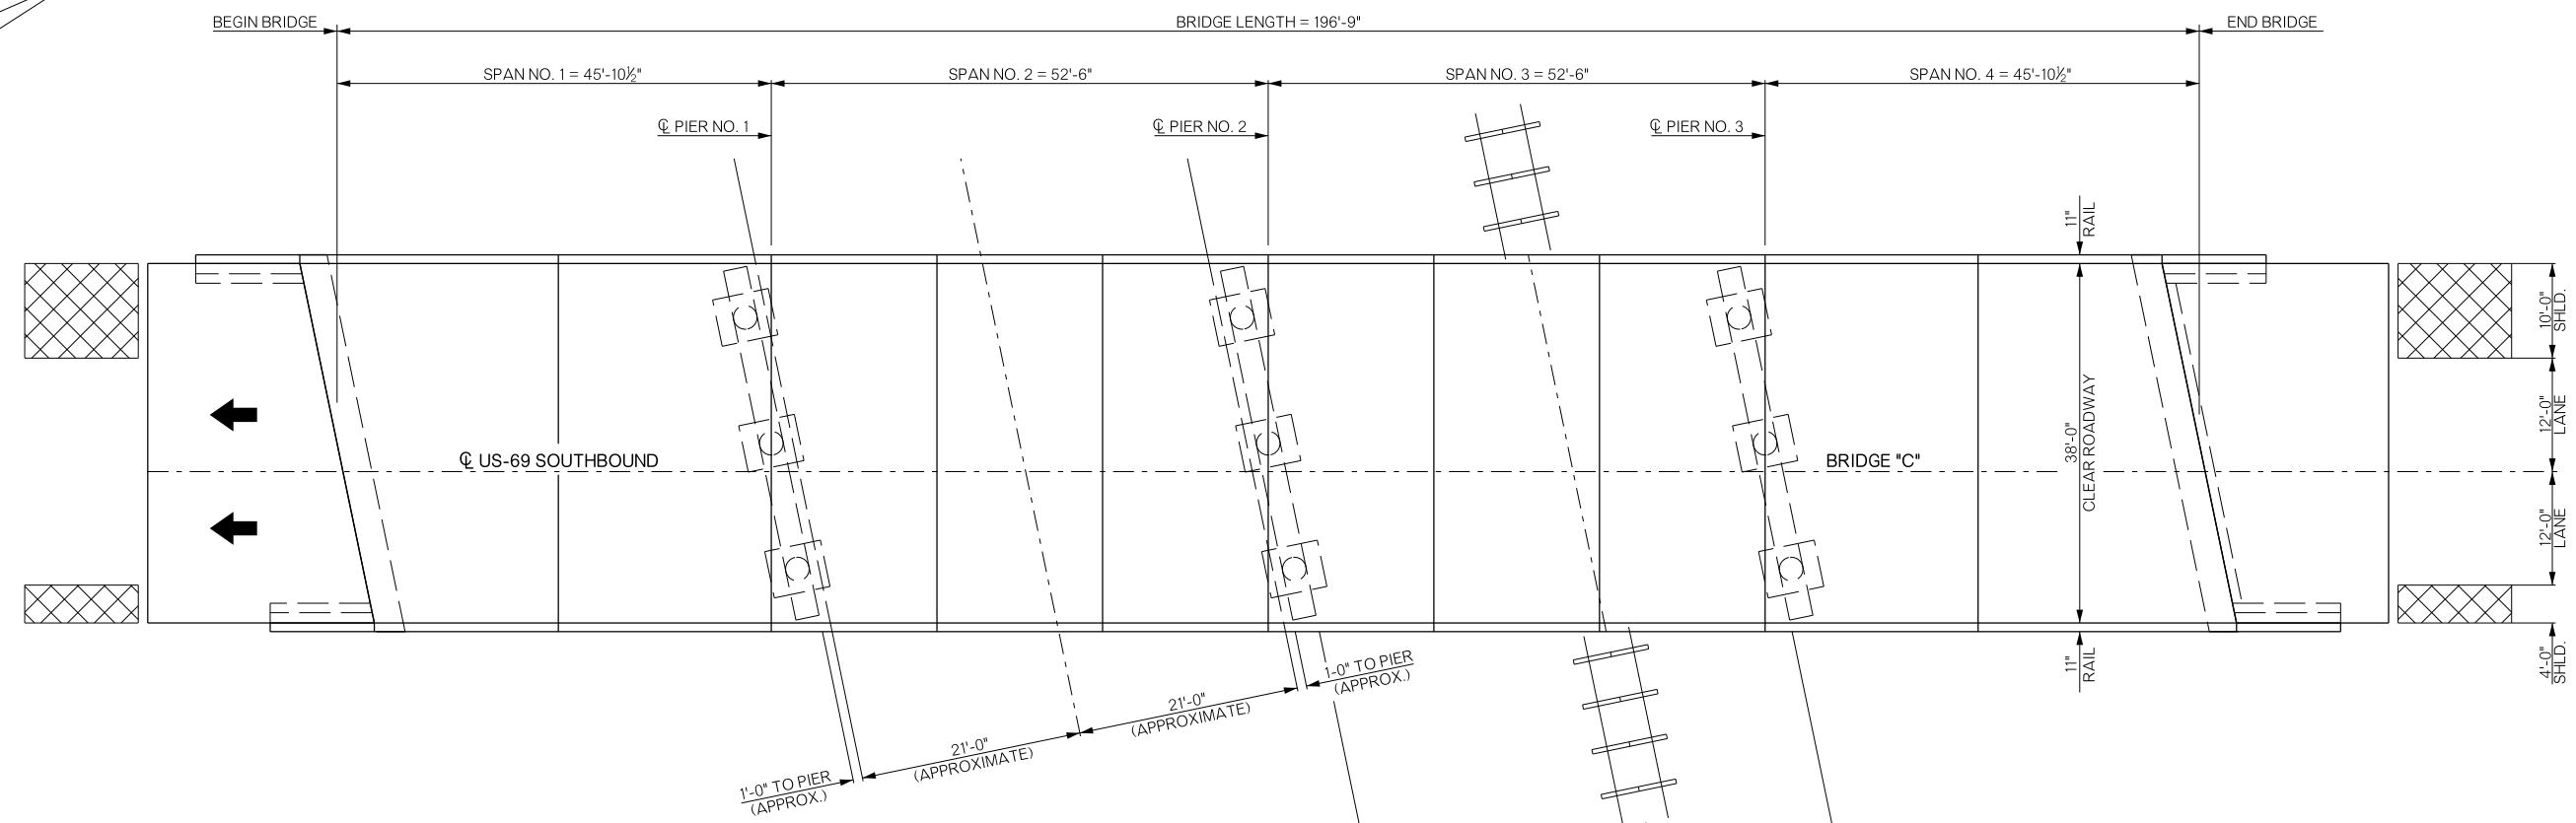 BEGIN BRIDGE
BRIDGE LENGTH = 196'-9"
END BRIDGE
SPAN NO. 1 = 45'-10½"
SPAN NO. 2 = 52'-6"
SPAN NO. 3 = 52'-6"
SPAN NO. 4 = 45'-10½"
℄ PIER NO. 1
℄ PIER NO. 2
℄ PIER NO. 3
11"
RAIL
10'-0"
SHLD.
12'-0"
LANE
38'-0"
CLEAR ROADWAY
℄ US-69 SOUTHBOUND
BRIDGE "C"
12'-0"
LANE
11"
RAIL
4'-0"
SHLD.
1-0" TO PIER
(APPROX.)
21'-0"
(APPROXIMATE)
21'-0"
(APPROXIMATE)
1'-0" TO PIER
(APPROX.)